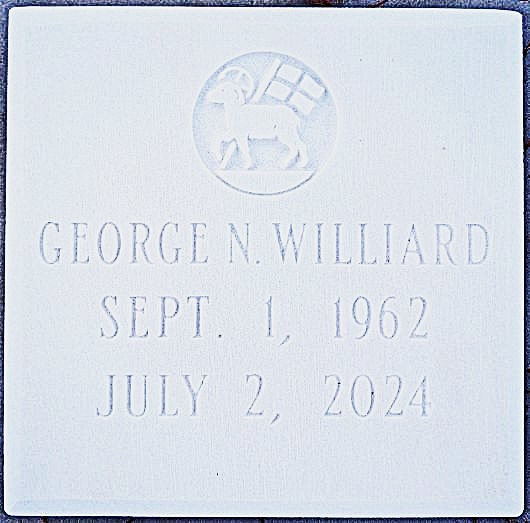 GEORGE N. WILLIARD
SEPT. 1, 1962
JULY 2, 2024